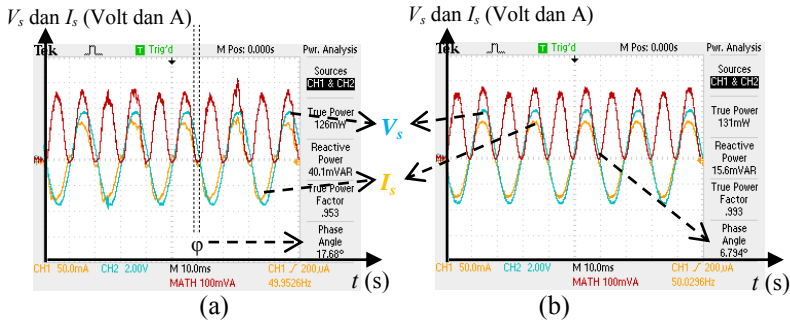 Vs dan Is (Volt dan A)
Tek Trig'd M Pos: 0.000s Pwr. Analysis
Sources
CH1 & CH2
True Power
126mW
Reactive
Power
40.1mVAR
True Power
Factor
.953
Phase
Angle
17.68°
φ
CH1 50.0mA CH2 2.00V M 10.0ms CH1 / 200μA
MATH 100mVA 49.9526Hz
t (s)
(a)
Vs
Is
Vs dan Is (Volt dan A)
Tek Trig'd M Pos: 0.000s Pwr. Analysis
Sources
CH1 & CH2
True Power
131mW
Reactive
Power
15.6mVAR
True Power
Factor
.993
Phase
Angle
6.794°
CH1 50.0mA CH2 2.00V M 10.0ms CH1 / 200μA
MATH 100mVA 50.0296Hz
t (s)
(b)